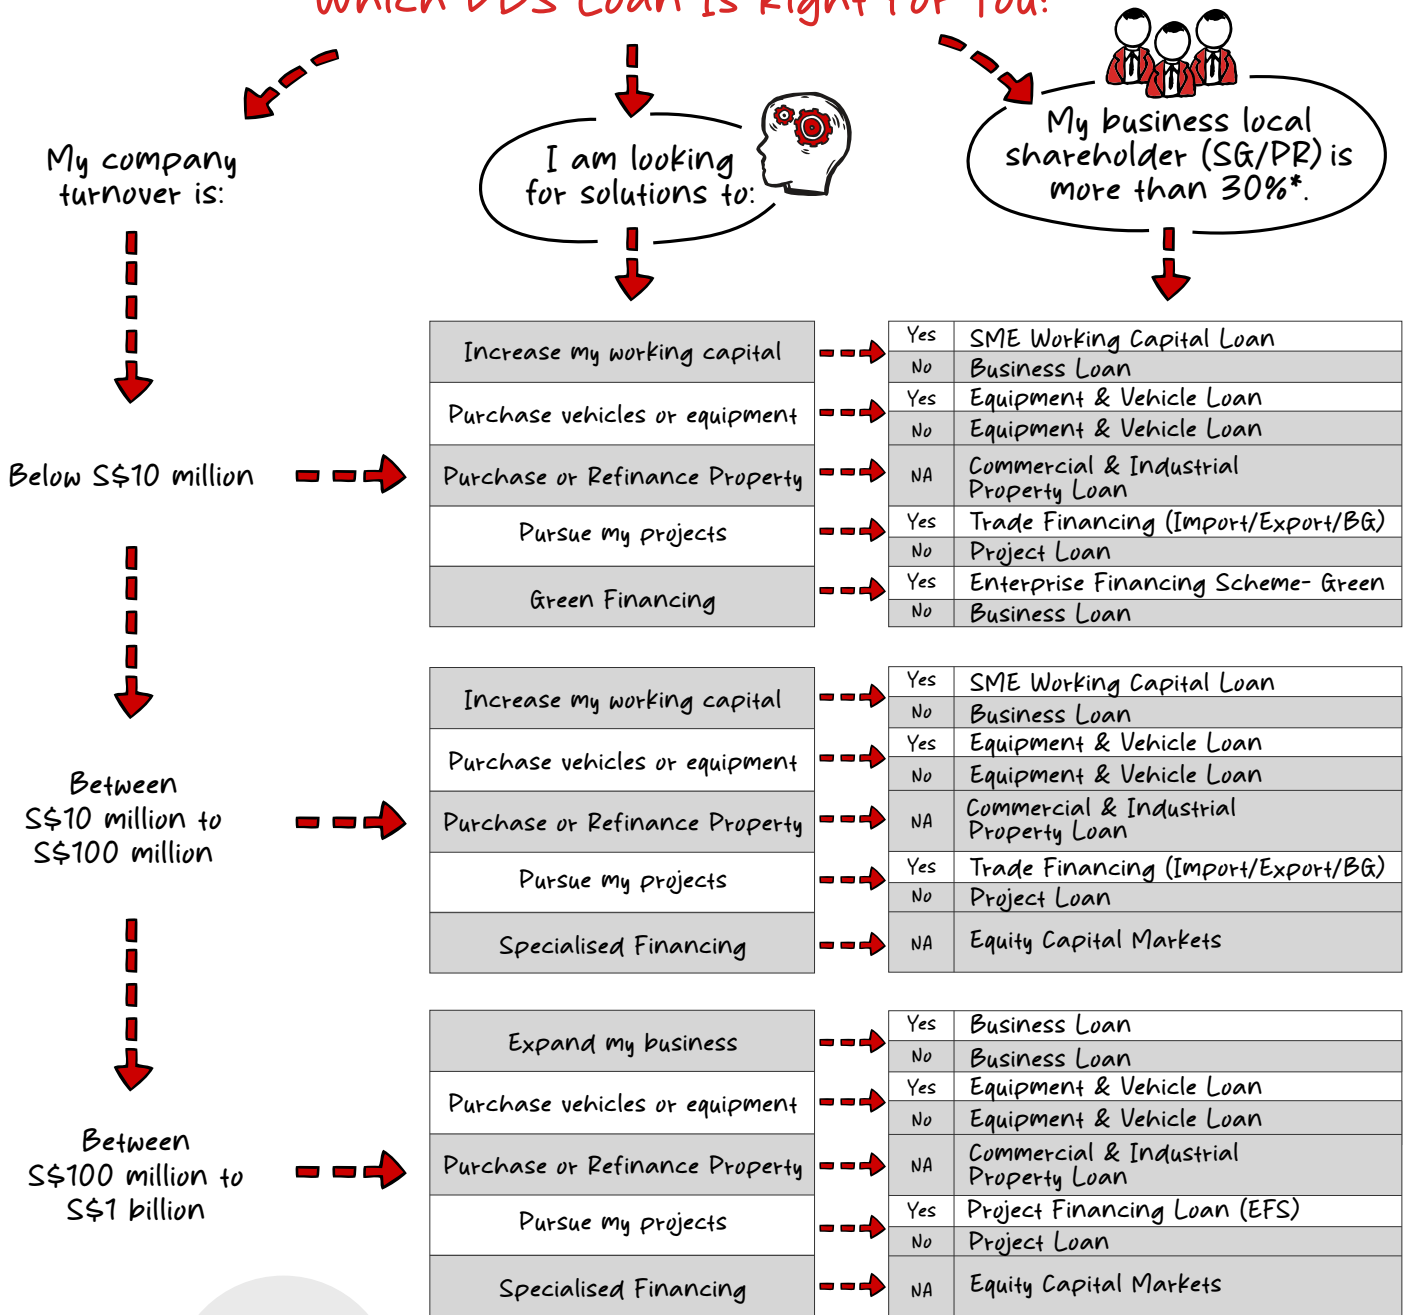 Which DBS Loan Is Right For You?
My company
turnover is:
I am looking
for solutions to:
My business local
shareholder (SG/PR) is
more than 30%*.
Below S$10 million
Increase my working capital
Yes SME Working Capital Loan
No Business Loan
Purchase vehicles or equipment
Yes Equipment & Vehicle Loan
No Equipment & Vehicle Loan
Purchase or Refinance Property
NA Commercial & Industrial
Property Loan
Pursue my projects
Yes Trade Financing (Import/Export/BG)
No Project Loan
Green Financing
Yes Enterprise Financing Scheme- Green
No Business Loan
Between
S$10 million to
S$100 million
Increase my working capital
Yes SME Working Capital Loan
No Business Loan
Purchase vehicles or equipment
Yes Equipment & Vehicle Loan
No Equipment & Vehicle Loan
Purchase or Refinance Property
NA Commercial & Industrial
Property Loan
Pursue my projects
Yes Trade Financing (Import/Export/BG)
No Project Loan
Specialised Financing
NA Equity Capital Markets
Between
S$100 million to
S$1 billion
Expand my business
Yes Business Loan
No Business Loan
Purchase vehicles or equipment
Yes Equipment & Vehicle Loan
No Equipment & Vehicle Loan
Purchase or Refinance Property
NA Commercial & Industrial
Property Loan
Pursue my projects
Yes Project Financing Loan (EFS)
No Project Loan
Specialised Financing
NA Equity Capital Markets